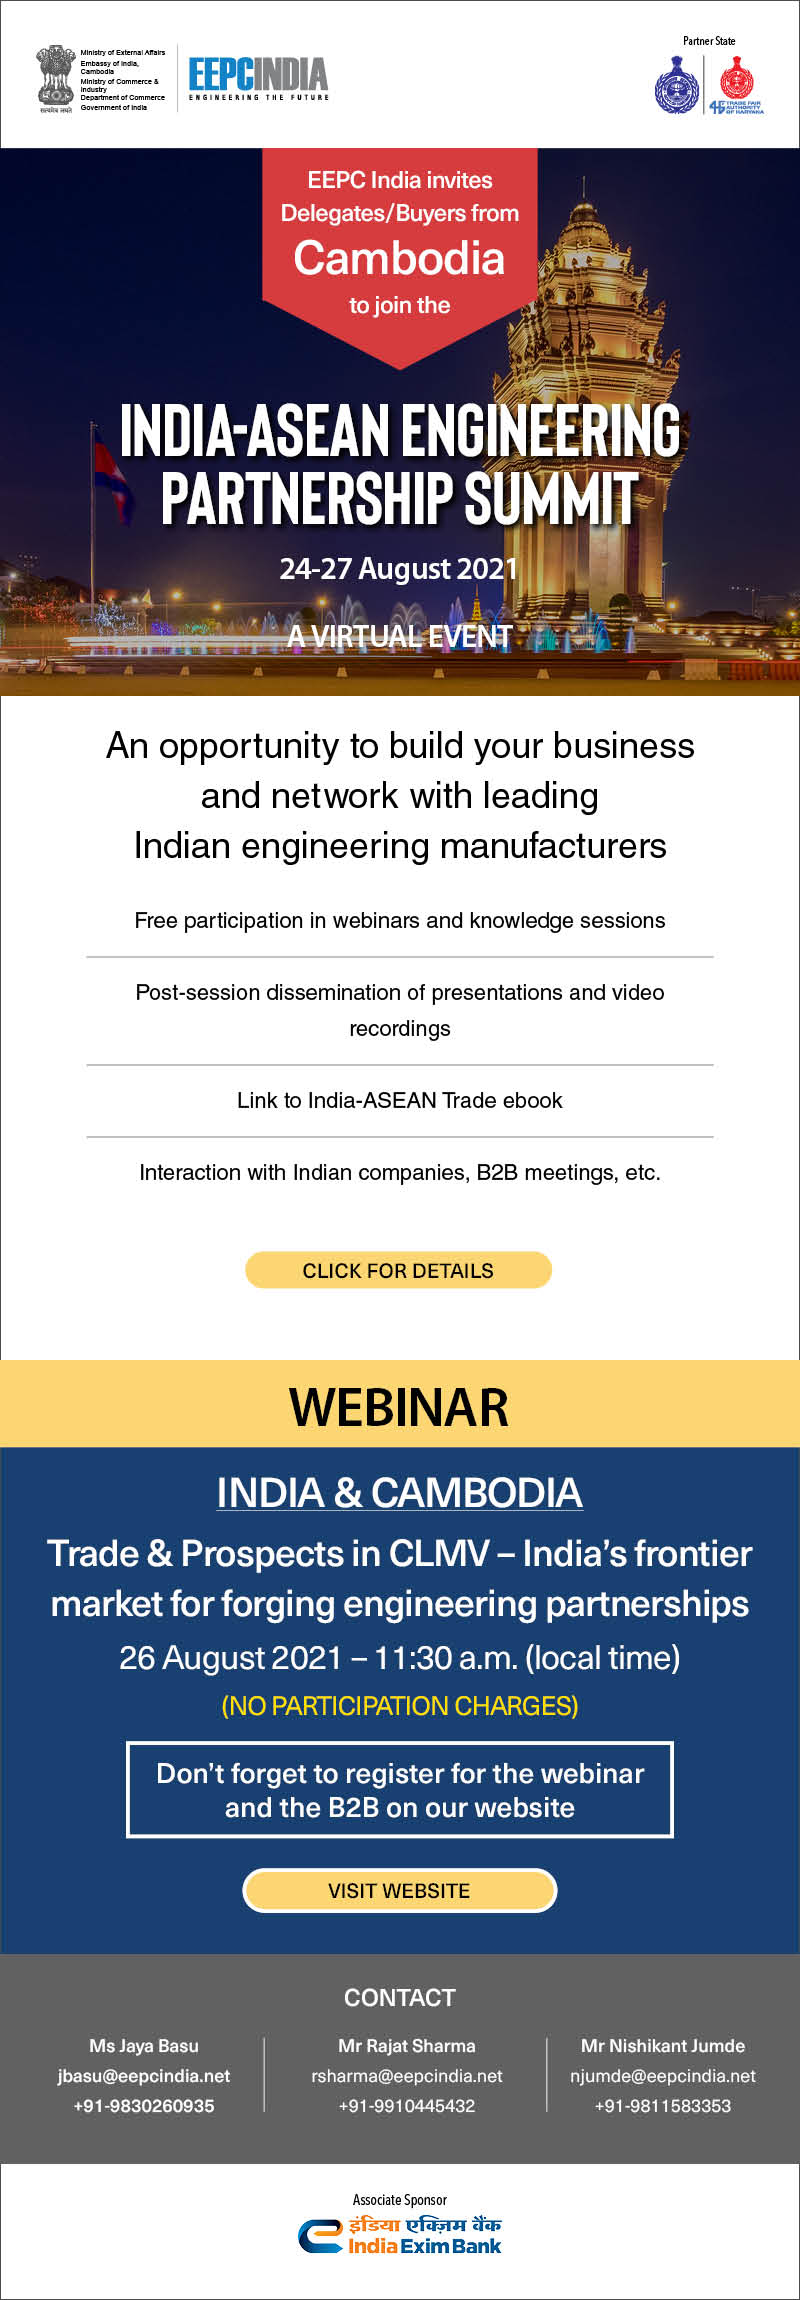 Ministry of External Affairs
Embassy of India,
Cambodia
Ministry of Commerce &
Industry
Department of Commerce
Government of India
सत्यमेव जयते
EEPCINDIA
ENGINEERING THE FUTURE
Partner State
TRADE FAIR
AUTHORITY
OF HARYANA
EEPC India invites
Delegates/Buyers from
Cambodia
to join the
INDIA-ASEAN ENGINEERING
PARTNERSHIP SUMMIT
24-27 August 2021
A VIRTUAL EVENT
An opportunity to build your business
and network with leading
Indian engineering manufacturers
Free participation in webinars and knowledge sessions
Post-session dissemination of presentations and video
recordings
Link to India-ASEAN Trade ebook
Interaction with Indian companies, B2B meetings, etc.
CLICK FOR DETAILS
WEBINAR
INDIA & CAMBODIA
Trade & Prospects in CLMV – India’s frontier
market for forging engineering partnerships
26 August 2021 – 11:30 a.m. (local time)
(NO PARTICIPATION CHARGES)
Don’t forget to register for the webinar
and the B2B on our website
VISIT WEBSITE
CONTACT
Ms Jaya Basu
jbasu@eepcindia.net
+91-9830260935
Mr Rajat Sharma
rsharma@eepcindia.net
+91-9910445432
Mr Nishikant Jumde
njumde@eepcindia.net
+91-9811583353
Associate Sponsor
इंडिया एक्ज़िम बैंक
India Exim Bank